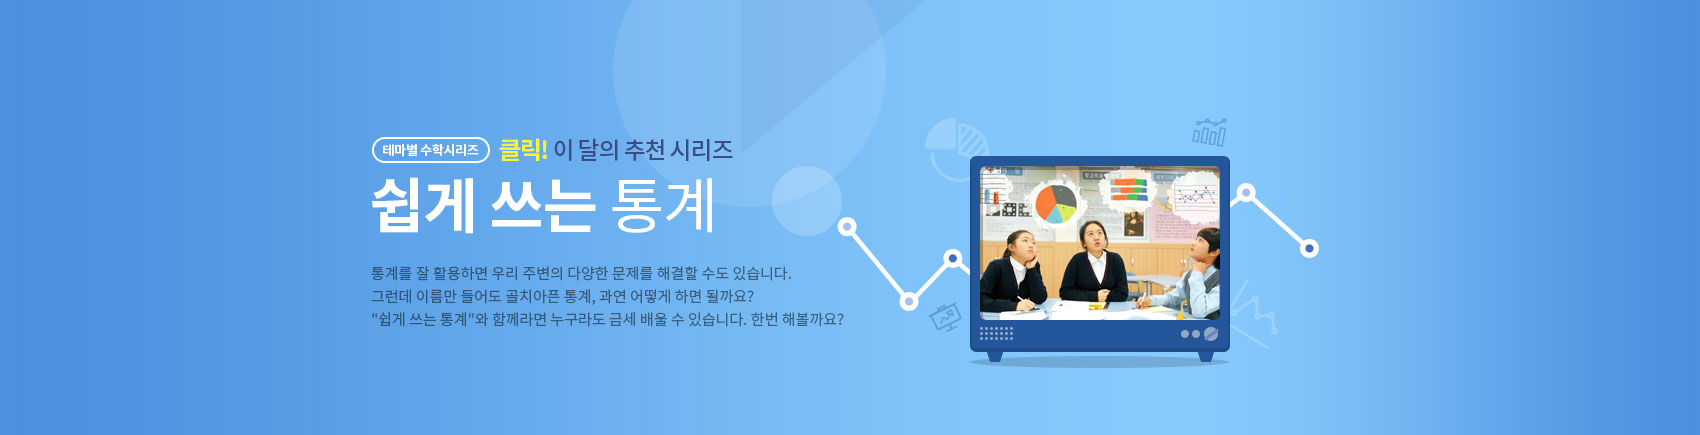 테마별 수학시리즈 클릭! 이 달의 추천 시리즈
쉽게 쓰는 통계
통계를 잘 활용하면 우리 주변의 다양한 문제를 해결할 수도 있습니다.
그런데 이름만 들어도 골치아픈 통계, 과연 어떻게 하면 될까요?
"쉽게 쓰는 통계"와 함께라면 누구라도 금세 배울 수 있습니다. 한번 해볼까요?